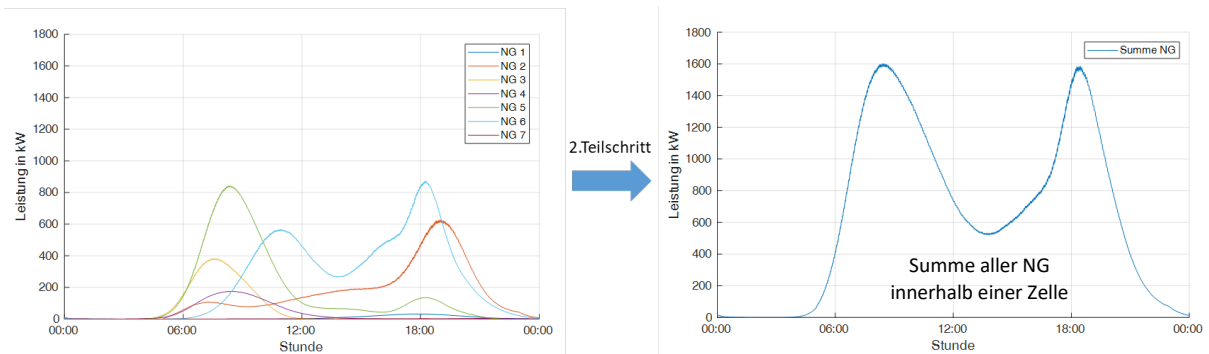 1800
1600
1400
1200
1000
800
600
400
200
0
Leistung in kW
00:00 06:00 12:00 18:00 00:00
Stunde
NG 1
NG 2
NG 3
NG 4
NG 5
NG 6
NG 7
2.Teilschritt
1800
1600
1400
1200
1000
800
600
400
200
0
Leistung in kW
00:00 06:00 12:00 18:00 00:00
Stunde
Summe NG
Summe aller NG
innerhalb einer Zelle